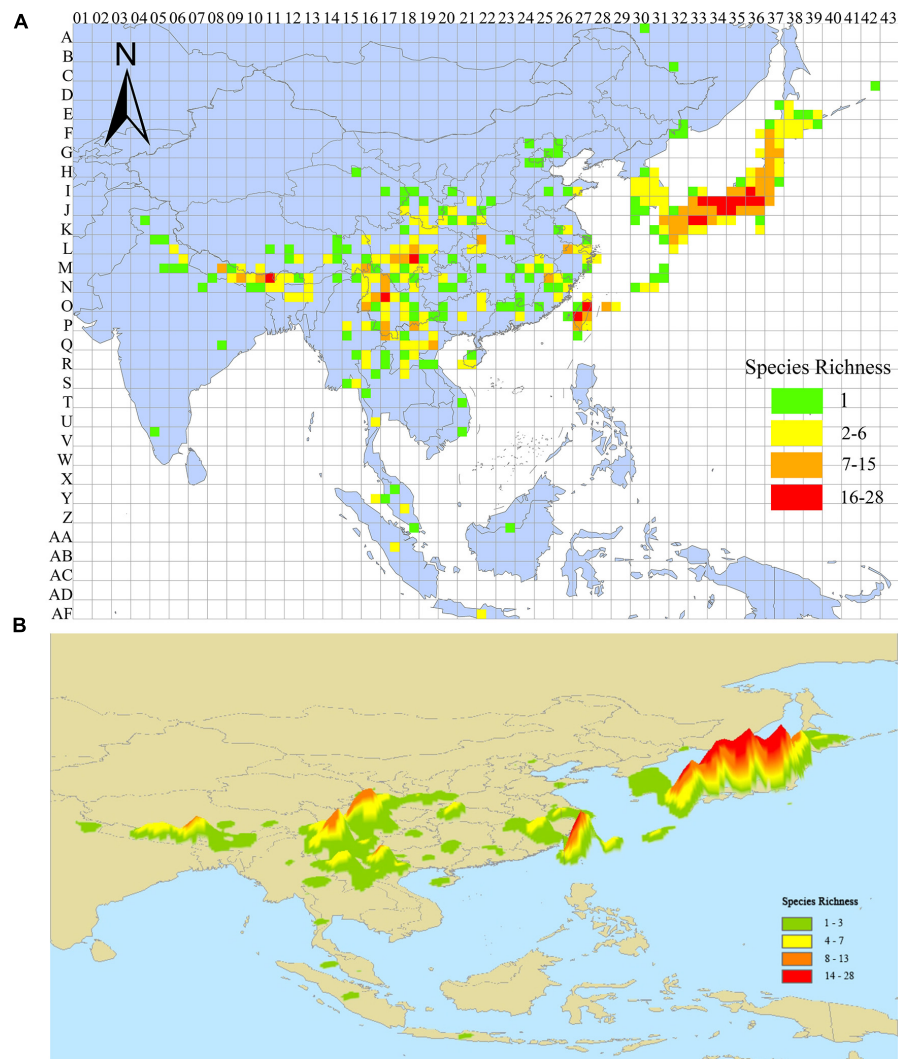 A
01 02 03 04 05 06 07 08 09 10 11 12 13 14 15 16 17 18 19 20 21 22 23 24 25 26 27 28 29 30 31 32 33 34 35 36 37 38 39 40 41 42 43
N
A
B
C
D
E
F
G
H
I
J
K
L
M
N
O
P
Q
R
S
T
U
V
W
X
Y
Z
AA
AB
AC
AD
AF
Species Richness
1
2-6
7-15
16-28
B
Species Richness
1 - 3
4 - 7
8 - 13
14 - 28